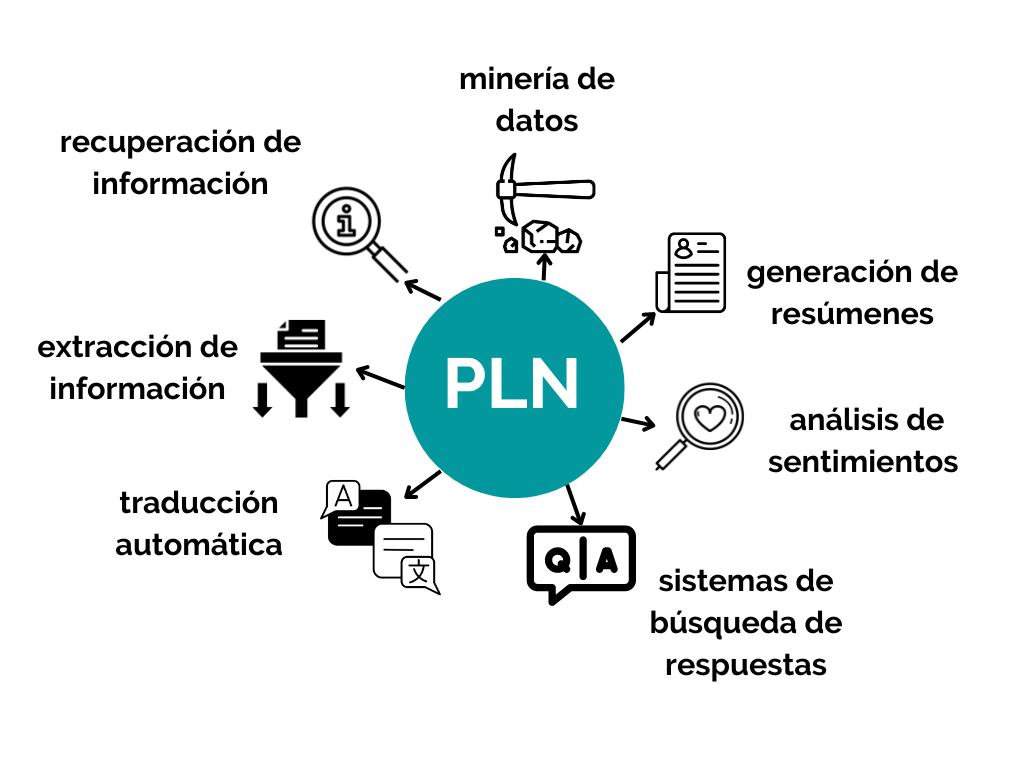 minería de
datos
recuperación de
información
generación de
resúmenes
PLN
extracción de
información
análisis de
sentimientos
traducción
automática
A
文
Q|A
sistemas de
búsqueda de
respuestas